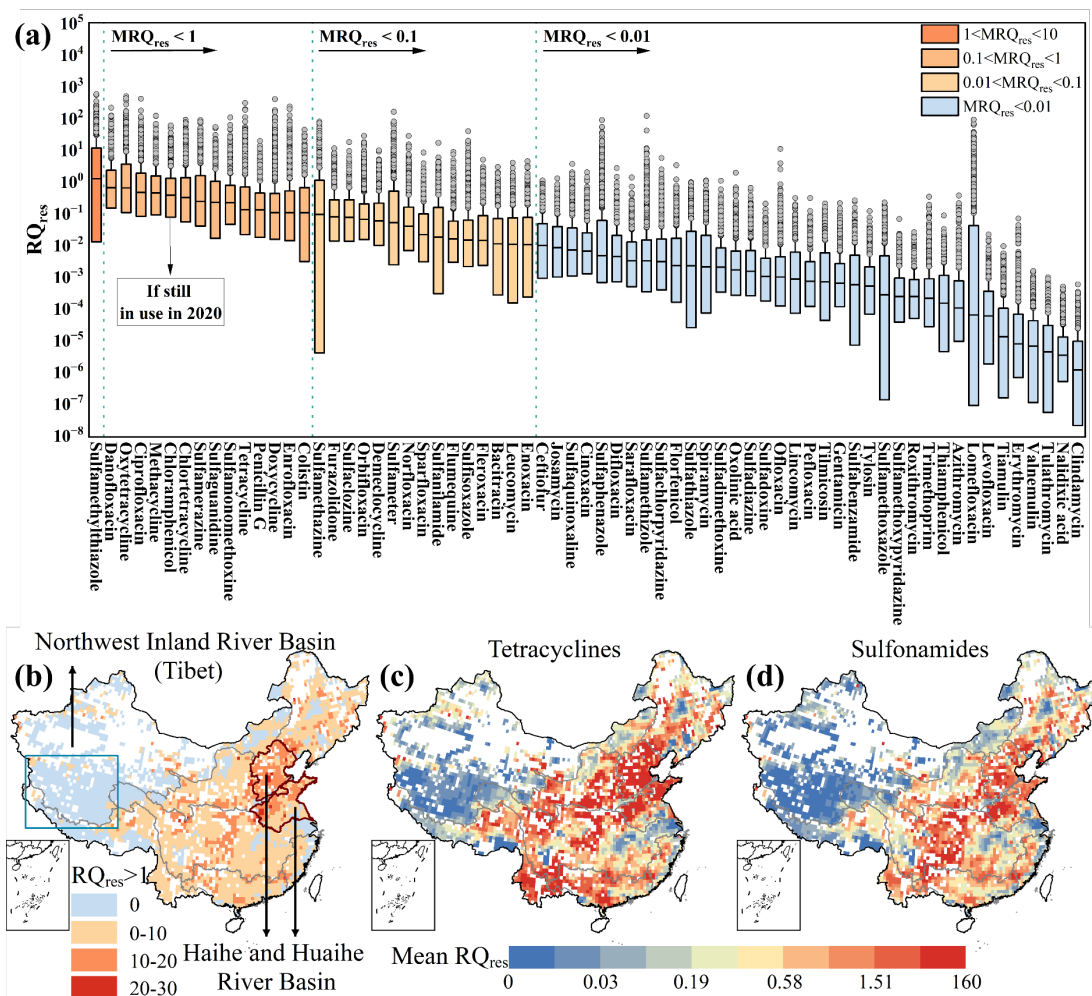 (a)
MRQres < 1
MRQres < 0.1
MRQres < 0.01
1<MRQres<10
0.1<MRQres<1
0.01<MRQres<0.1
MRQres<0.01
RQres
10^5
10^4
10^3
10^2
10^1
10^0
10^-1
10^-2
10^-3
10^-4
10^-5
10^-6
10^-7
10^-8
If still
in use in 2020
Sulfamethylthiazole
Danofloxacin
Oxytetracycline
Ciprofloxacin
Methacycline
Chloramphenicol
Chlortetracycline
Sulfamerazine
Sulfaguanidine
Sulfamonomethoxine
Tetracycline
Penicilin G
Doxycycline
Enrofloxacin
Colistin
Sulfamethazine
Furazolidone
Sulfaclozine
Orbifloxacin
Demeclocycline
Sulfameter
Norfloxacin
Sparfloxacin
Sulfanilamide
Flumequine
Sulfisoxazole
Fleroxacin
Bacitracin
Leucomycin
Enoxacin
Ceftiofur
Josamycin
Sulfaquinoxaline
Cinoxacin
Sulfaphenazole
Difloxacin
Sarafloxacin
Sulfamethizole
Sulfachlorpyridazine
Florfenicol
Sulfathiazole
Spiramycin
Sulfadimethoxine
Oxolinic acid
Sulfadiazine
Sulfadoxine
Ofloxacin
Lincomycin
Pefloxacin
Tilmicosin
Gentamicin
Sulfabenzamide
Tylosin
Sulfamethoxazole
Sulfamethoxypyridazine
Roxithromycin
Trimethoprim
Thiamphenicol
Azithromycin
Lomefloxacin
Levofloxacin
Tiamulin
Erythromycin
Valnemulin
Tulathromycin
Nalidixic acid
Clindamycin
Northwest Inland River Basin
(Tibet)
(b)
RQres>1
0
0-10
10-20
20-30
Haihe and Huaihe
River Basin
(c)
Tetracyclines
(d)
Sulfonamides
Mean RQres
0
0.03
0.19
0.58
1.51
160